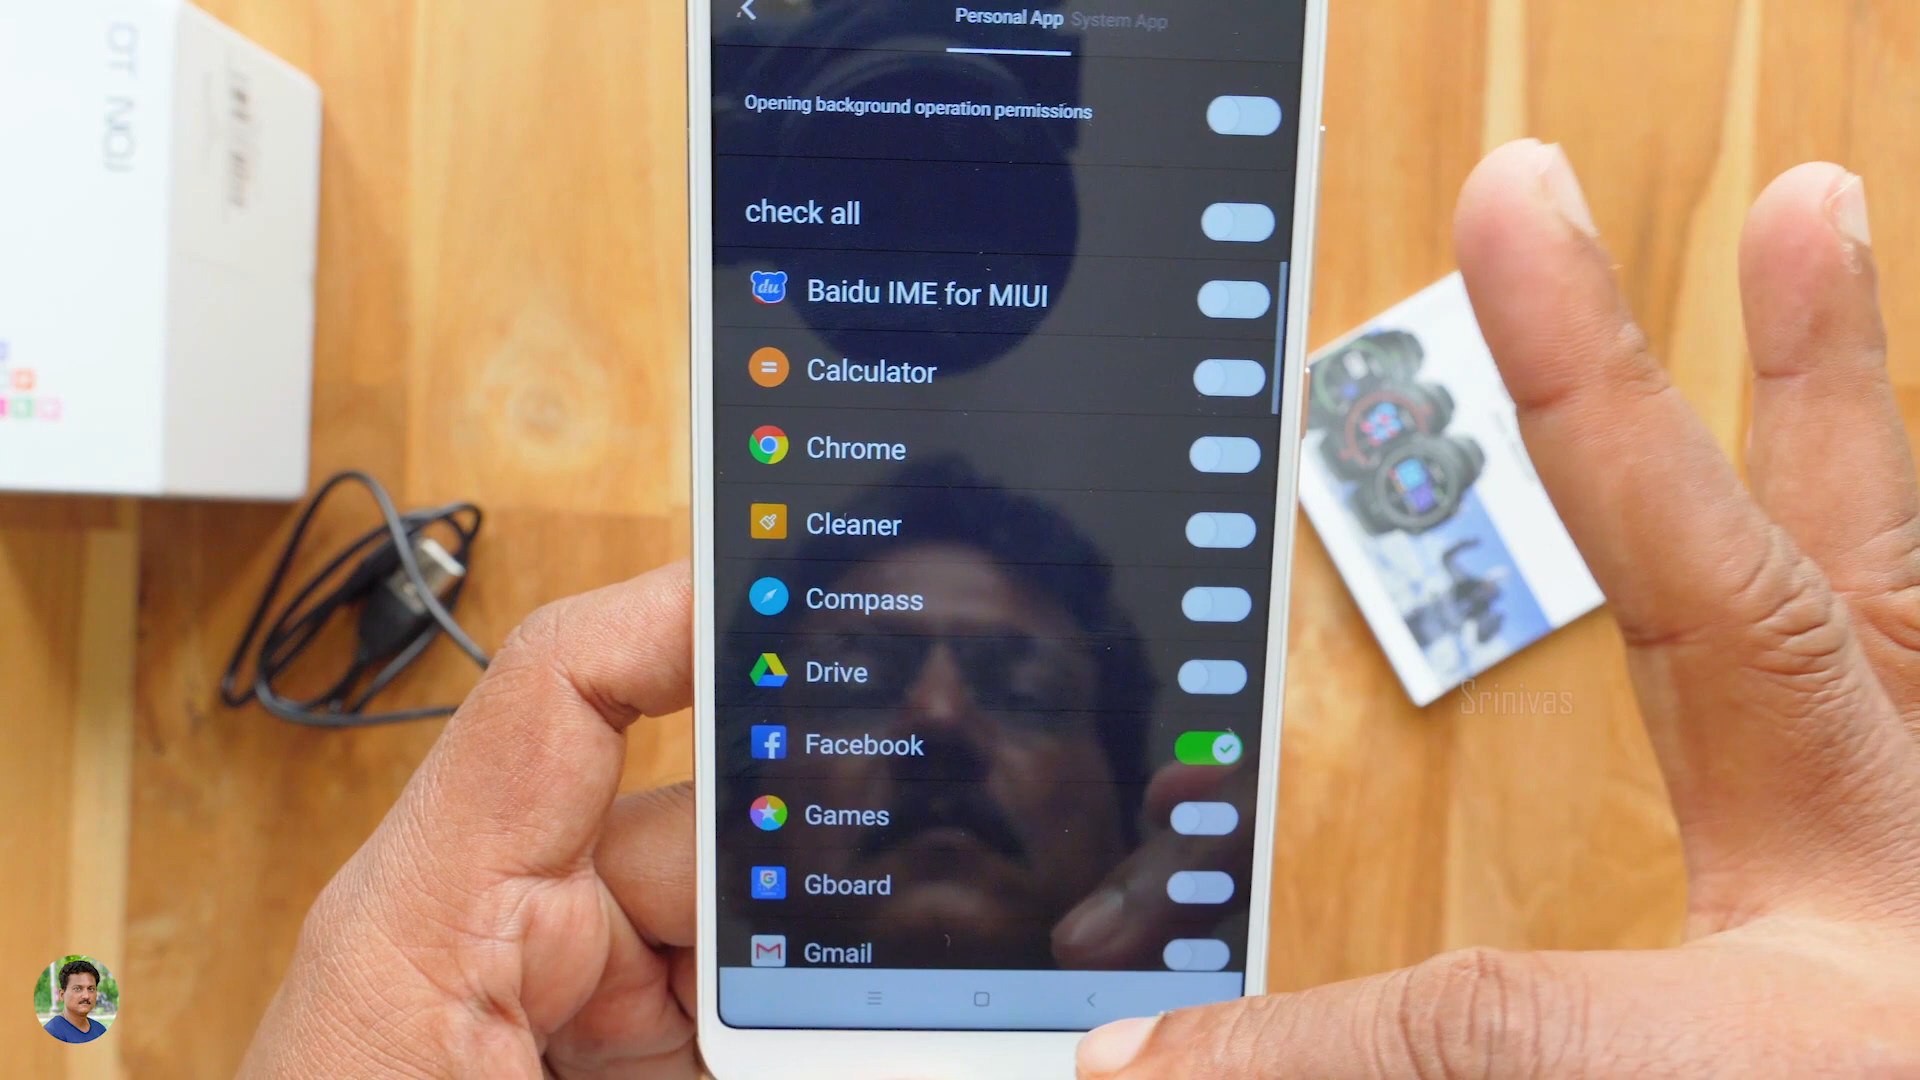 Personal App System App
Opening background operation permissions
check all
du Baidu IME for MIUI
Calculator
Chrome
Cleaner
Compass
Drive
f Facebook
Games
G Gboard
M Gmail
Srinivas